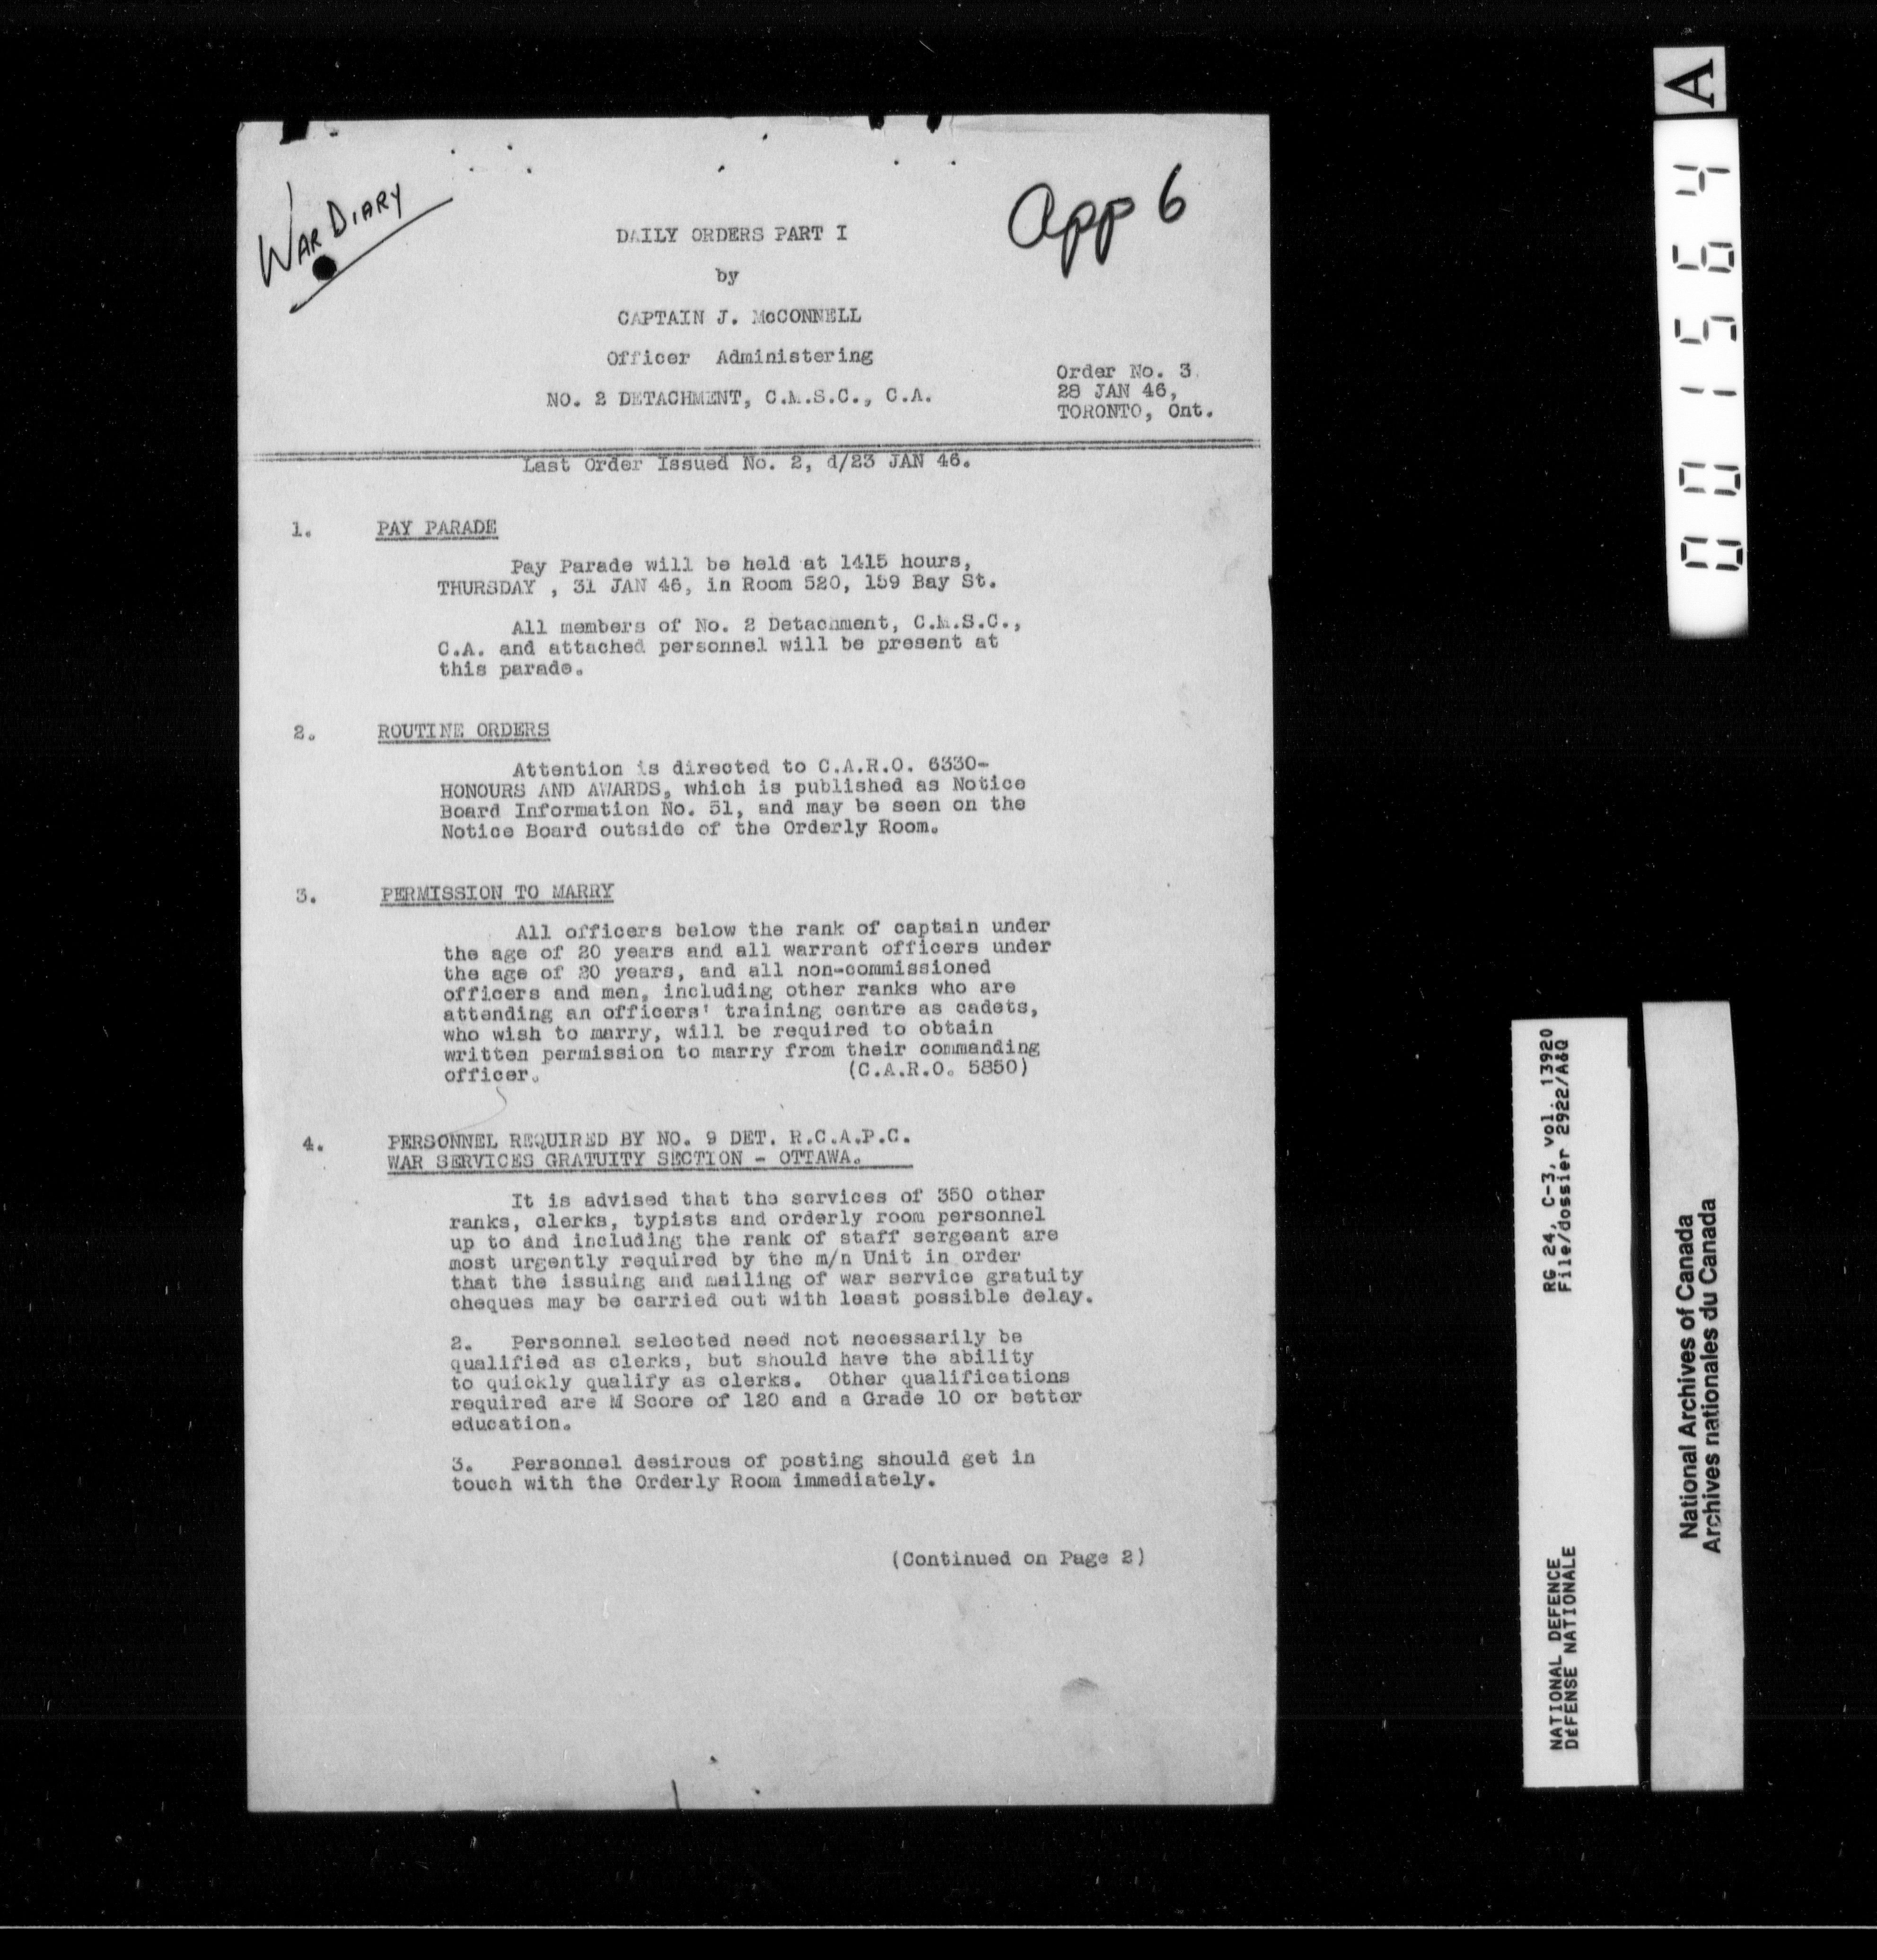 WAR DIARY
App 6
DAILY ORDERS PART I
by
CAPTAIN J. McCONNELL
Officer Administering
NO. 2 DETACHMENT, C.M.S.C., C.A.
Order No. 3
28 JAN 46,
TORONTO, Ont.
Last Order Issued No. 2, d/23 JAN 46.
1. PAY PARADE
Pay Parade will be held at 1415 hours,
THURSDAY , 31 JAN 46, in Room 520, 159 Bay St.
All members of No. 2 Detachment, C.M.S.C.,
C.A. and attached personnel will be present at
this parade.
2. ROUTINE ORDERS
Attention is directed to C.A.R.O. 6330-
HONOURS AND AWARDS, which is published as Notice
Board Information No. 51, and may be seen on the
Notice Board outside of the Orderly Room.
3. PERMISSION TO MARRY
All officers below the rank of captain under
the age of 20 years and all warrant officers under
the age of 20 years, and all non-commissioned
officers and men, including other ranks who are
attending an officers' training centre as cadets,
who wish to marry, will be required to obtain
written permission to marry from their commanding
officer. (C.A.R.O. 5850)
4. PERSONNEL REQUIRED BY NO. 9 DET. R.C.A.P.C.
WAR SERVICES GRATUITY SECTION - OTTAWA.
It is advised that the services of 350 other
ranks, clerks, typists and orderly room personnel
up to and including the rank of staff sergeant are
most urgently required by the m/n Unit in order
that the issuing and mailing of war service gratuity
cheques may be carried out with least possible delay.
2. Personnel selected need not necessarily be
qualified as clerks, but should have the ability
to quickly qualify as clerks. Other qualifications
required are M Score of 120 and a Grade 10 or better
education.
3. Personnel desirous of posting should get in
touch with the Orderly Room immediately.
(Continued on Page 2)
001564 A
NATIONAL DEFENCE RG 24, C-3, vol. 13920
DéFENSE NATIONALE File/dossier 2922/A&Q
National Archives of Canada
Archives nationales du Canada